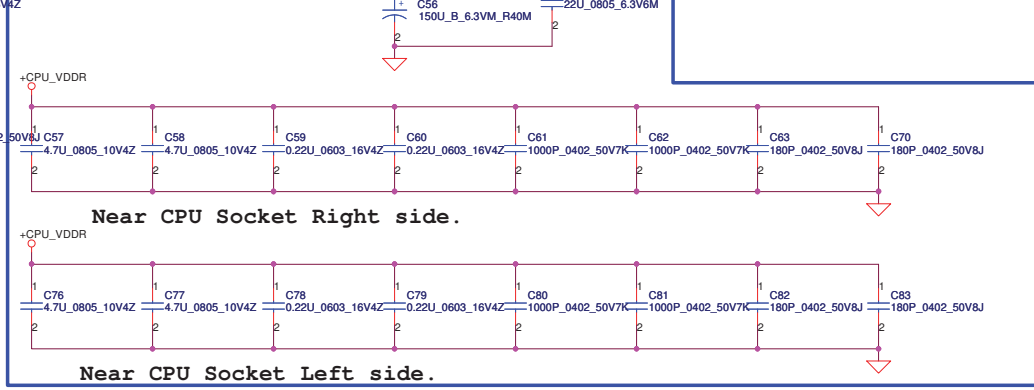 V4Z
C56
150U_B_6.3VM_R40M
+
2
22U_0805_6.3V6M
2
+CPU_VDDR
1 1 1 1 1 1 1 1
2_50V8J C57 C58 C59 C60 C61 C62 C63 C70
4.7U_0805_10V4Z 4.7U_0805_10V4Z 0.22U_0603_16V4Z 0.22U_0603_16V4Z 1000P_0402_50V7K 1000P_0402_50V7K 180P_0402_50V8J 180P_0402_50V8J
2 2 2 2 2 2 2 2
Near CPU Socket Right side.
+CPU_VDDR
1 1 1 1 1 1 1 1
C76 C77 C78 C79 C80 C81 C82 C83
4.7U_0805_10V4Z 4.7U_0805_10V4Z 0.22U_0603_16V4Z 0.22U_0603_16V4Z 1000P_0402_50V7K 1000P_0402_50V7K 180P_0402_50V8J 180P_0402_50V8J
2 2 2 2 2 2 2 2
Near CPU Socket Left side.